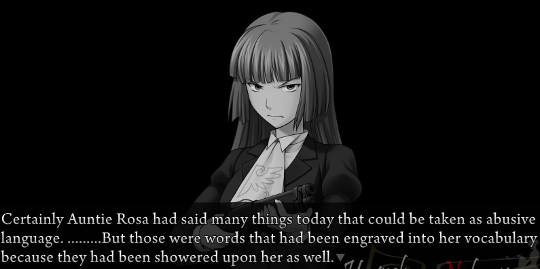 Certainly Auntie Rosa had said many things today that could be taken as abusive
language. .........But those were words that had been engraved into her vocabulary
because they had been showered upon her as well.